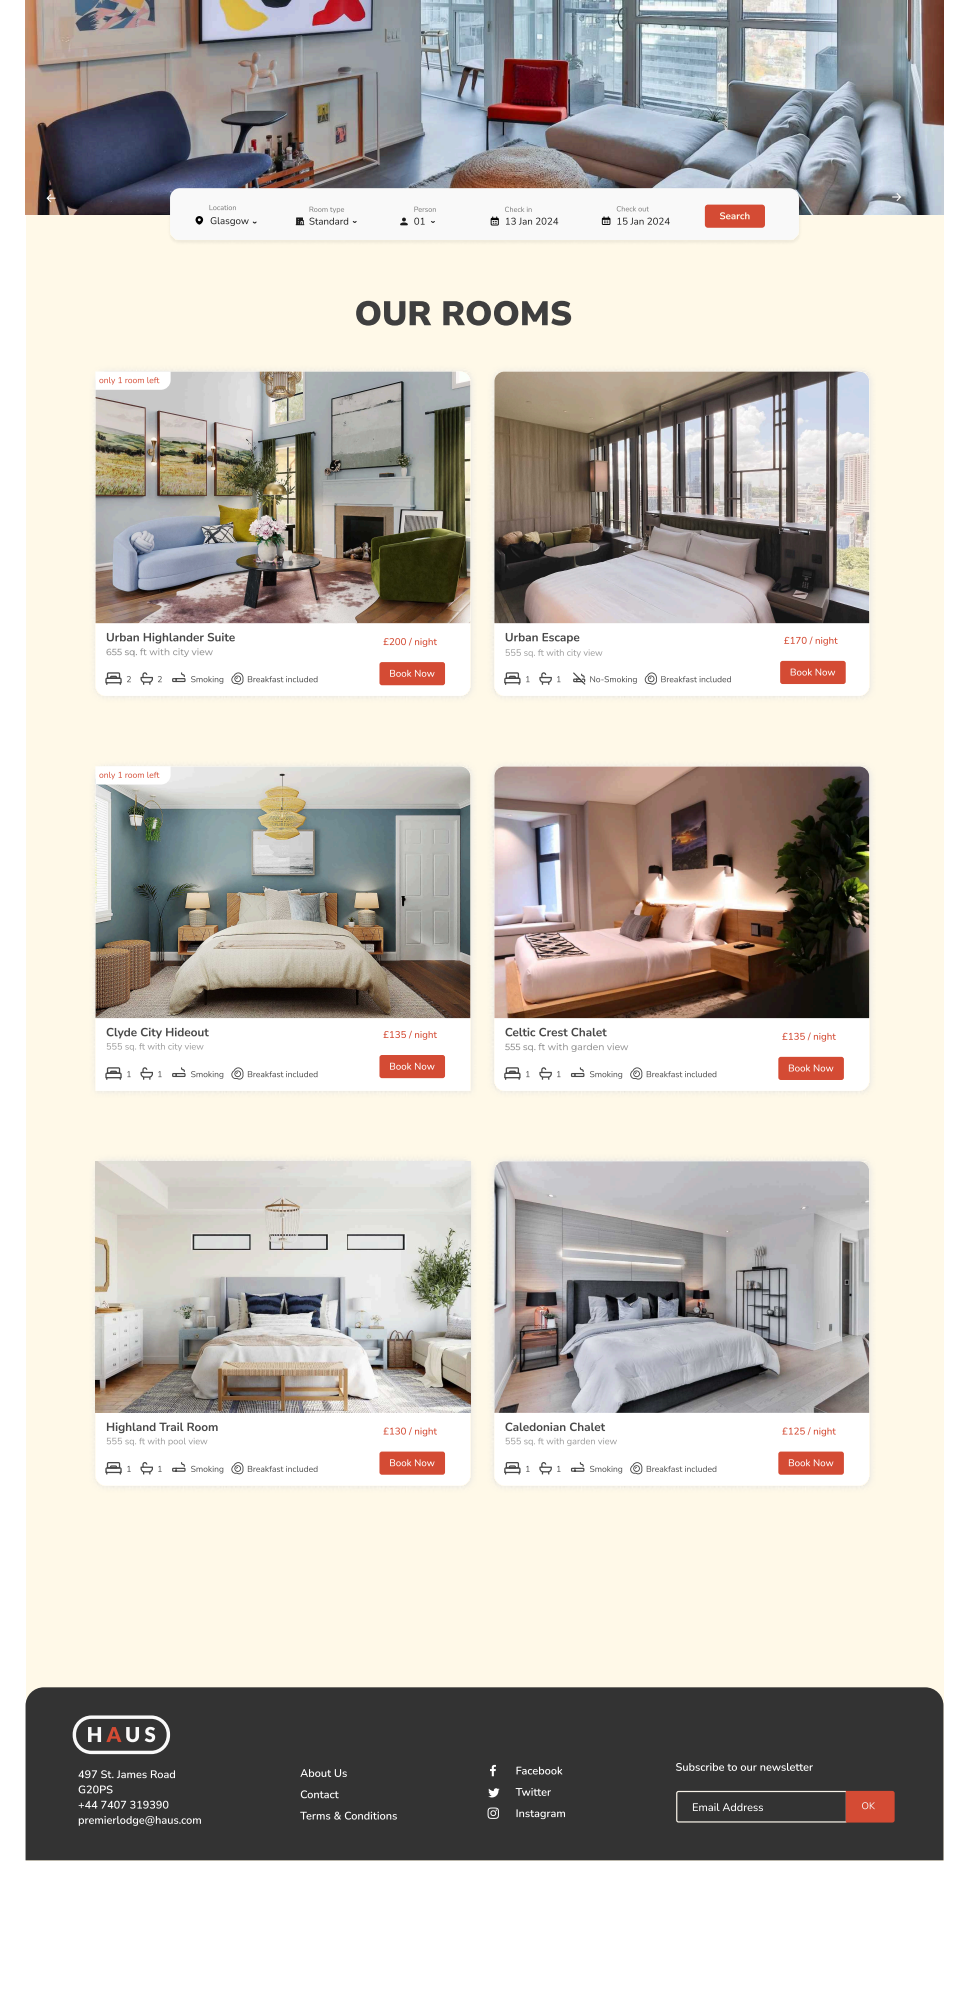 Location
Glasgow
Room type
Standard
Person
01
Check in
13 Jan 2024
Check out
15 Jan 2024
Search
OUR ROOMS
only 1 room left
Urban Highlander Suite
655 sq. ft with city view
£200 / night
2 2 Smoking Breakfast included
Book Now
Urban Escape
555 sq. ft with city view
£170 / night
1 1 No-Smoking Breakfast included
Book Now
only 1 room left
Clyde City Hideout
555 sq. ft with city view
£135 / night
1 1 Smoking Breakfast included
Book Now
Celtic Crest Chalet
555 sq. ft with garden view
£135 / night
1 1 Smoking Breakfast included
Book Now
Highland Trail Room
555 sq. ft with pool view
£130 / night
1 1 Smoking Breakfast included
Book Now
Caledonian Chalet
555 sq. ft with garden view
£125 / night
1 1 Smoking Breakfast included
Book Now
HAUS
497 St. James Road
G20PS
+44 7407 319390
premierlodge@haus.com
About Us
Contact
Terms & Conditions
Facebook
Twitter
Instagram
Subscribe to our newsletter
Email Address
OK